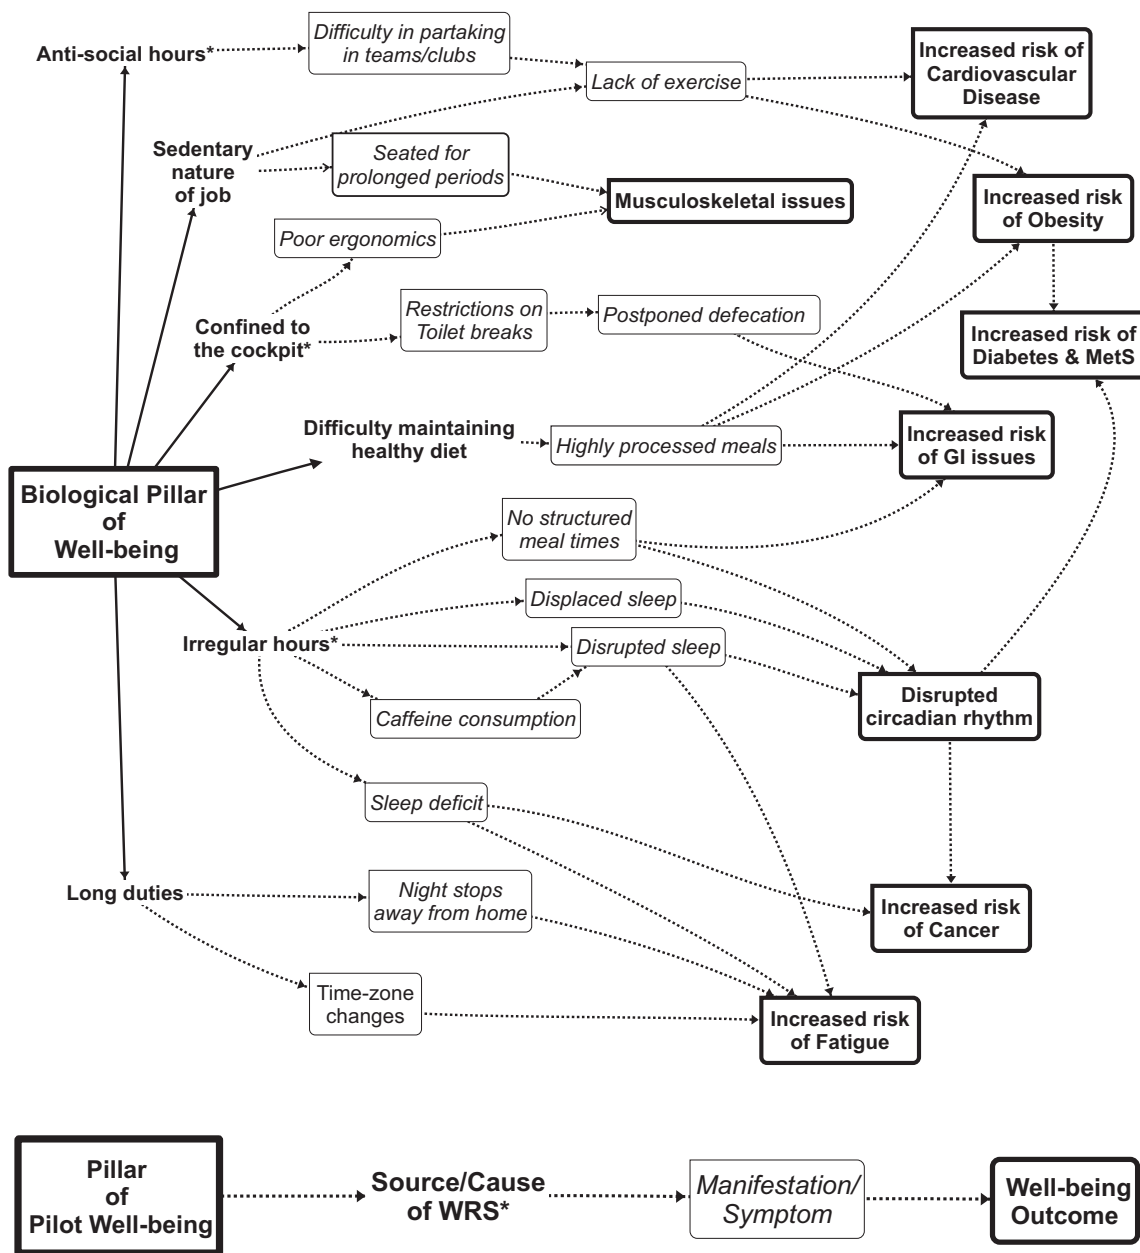 Anti-social hours*
Difficulty in partaking
in teams/clubs
Lack of exercise
Increased risk of
Cardiovascular
Disease
Sedentary
nature
of job
Seated for
prolonged periods
Musculoskeletal issues
Increased risk
of Obesity
Poor ergonomics
Confined to
the cockpit*
Restrictions on
Toilet breaks
Postponed defecation
Increased risk of
Diabetes & MetS
Difficulty maintaining
healthy diet
Highly processed meals
Increased risk
of GI issues
Biological Pillar
of
Well-being
No structured
meal times
Displaced sleep
Irregular hours*
Disrupted sleep
Caffeine consumption
Disrupted
circadian rhythm
Sleep deficit
Long duties
Night stops
away from home
Increased risk
of Cancer
Time-zone
changes
Increased risk
of Fatigue
Pillar
of
Pilot Well-being
Source/Cause
of WRS*
Manifestation/
Symptom
Well-being
Outcome